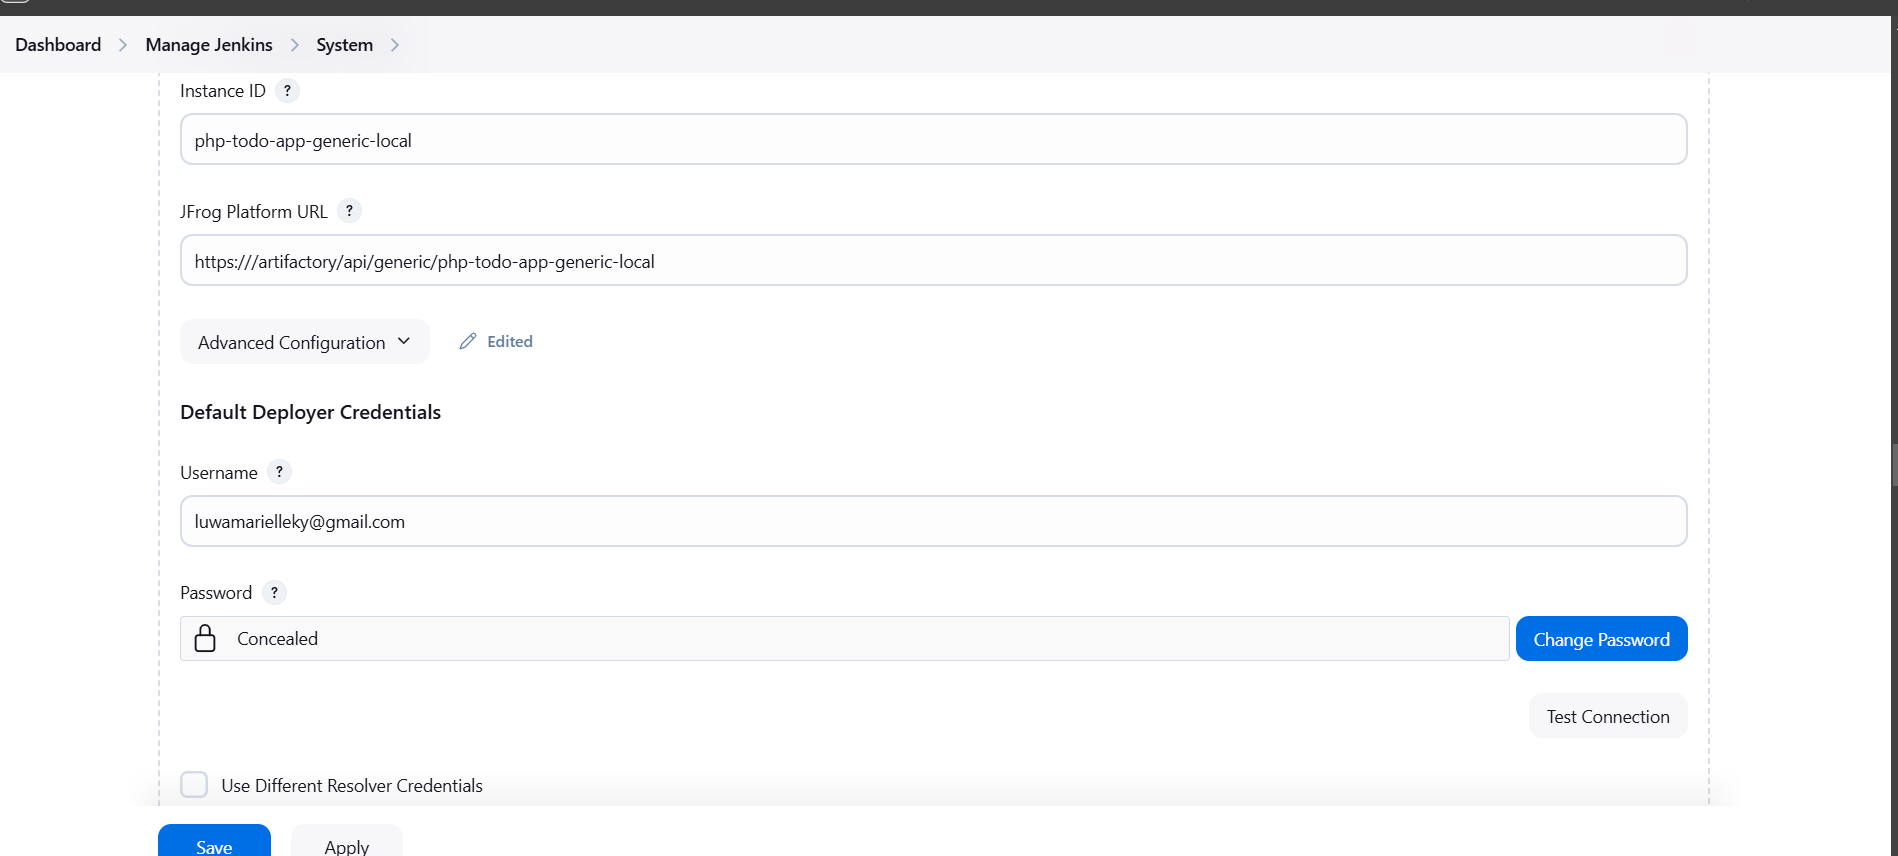 Dashboard > Manage Jenkins > System >
Instance ID ?
php-todo-app-generic-local
JFrog Platform URL ?
https:///artifactory/api/generic/php-todo-app-generic-local
Advanced Configuration Edited
Default Deployer Credentials
Username ?
luwamarielleky@gmail.com
Password ?
Concealed Change Password
Test Connection
Use Different Resolver Credentials
Save Apply